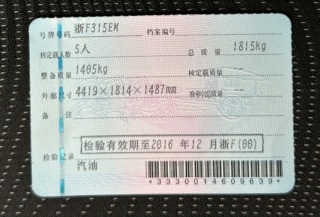 号牌号码 浙F315EM 档案编号
核定载人数 5人 总质量 1815kg
整备质量 1405kg 核定载质量
外廓尺寸 4419×1814×1487mm 准牵引总质量
备注
检验有效期至2016年12月浙F(00)
检验记录
汽油
*3330014609639*